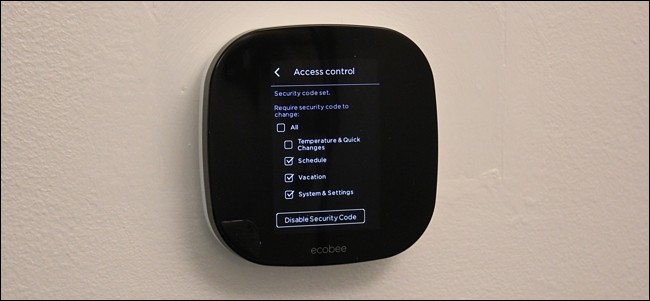 Access control
Security code set.
Require security code to
change:
All
Temperature & Quick
Changes
Schedule
Vacation
System & Settings
Disable Security Code
ecobee